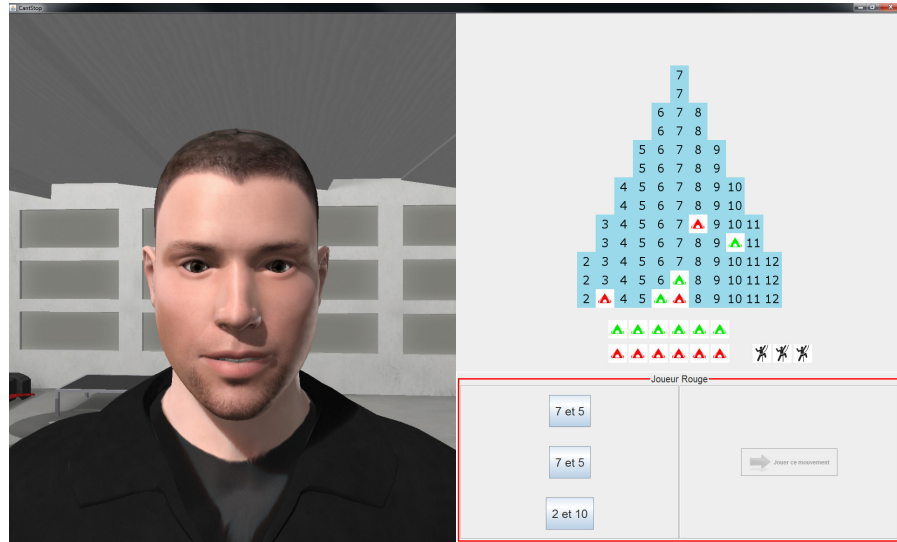 CantStop
7
7
6 7 8
6 7 8
5 6 7 8 9
5 6 7 8 9
4 5 6 7 8 9 10
4 5 6 7 8 9 10
3 4 5 6 7 9 10 11
3 4 5 6 7 8 9 11
2 3 4 5 6 7 8 9 10 11 12
2 3 4 5 6 8 9 10 11 12
2 4 5 8 9 10 11 12
Joueur Rouge
7 et 5
7 et 5
2 et 10
Jouer ce mouvement